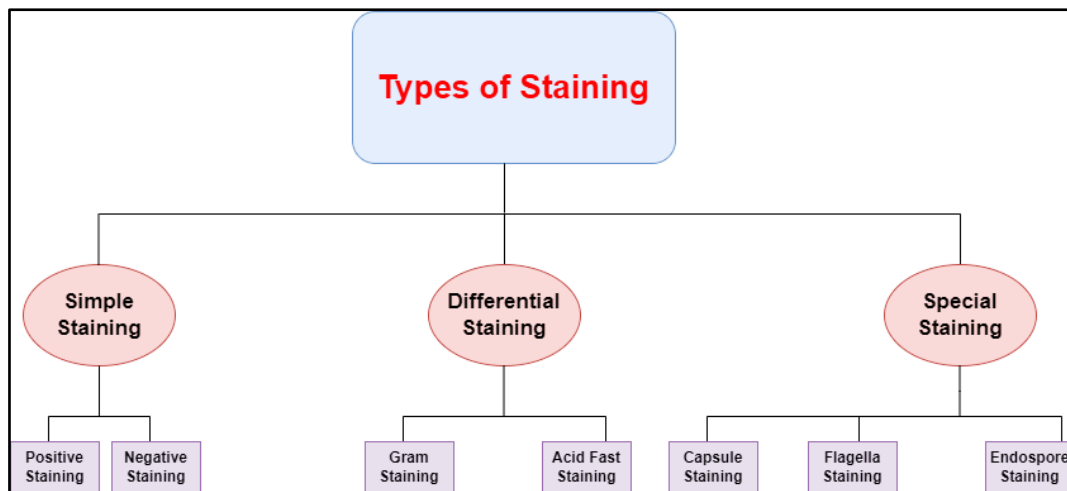 Types of Staining
Simple
Staining
Differential
Staining
Special
Staining
Positive
Staining
Negative
Staining
Gram
Staining
Acid Fast
Staining
Capsule
Staining
Flagella
Staining
Endospore
Staining